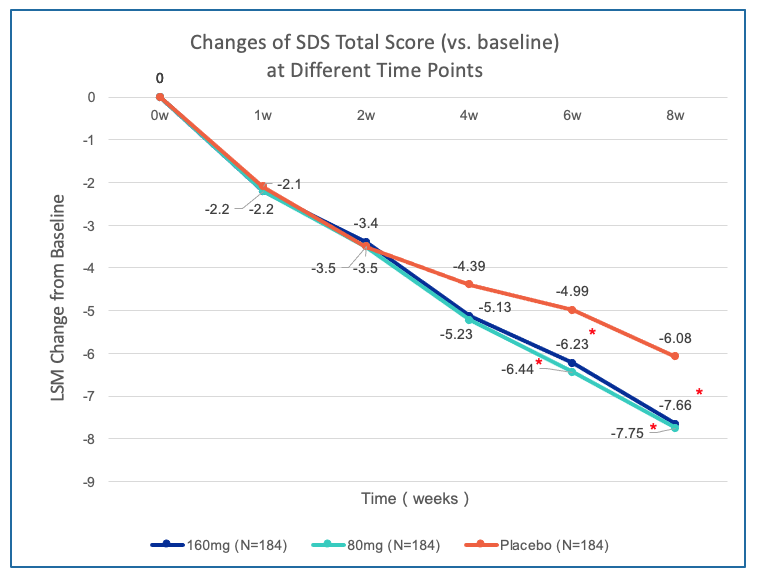 Changes of SDS Total Score (vs. baseline)
at Different Time Points
0
0
0w
1w
2w
4w
6w
8w
-1
-2
-2.1
-2.2
-2.2
-3
-3.4
-3.5
-3.5
-4
-4.39
-4.99
-5
-5.13
-5.23
*
-6
-6.08
-6.23
*
-6.44
*
-7
-7.66
*
-7.75
-8
-9
LSM Change from Baseline
Time ( weeks )
160mg (N=184)
80mg (N=184)
Placebo (N=184)